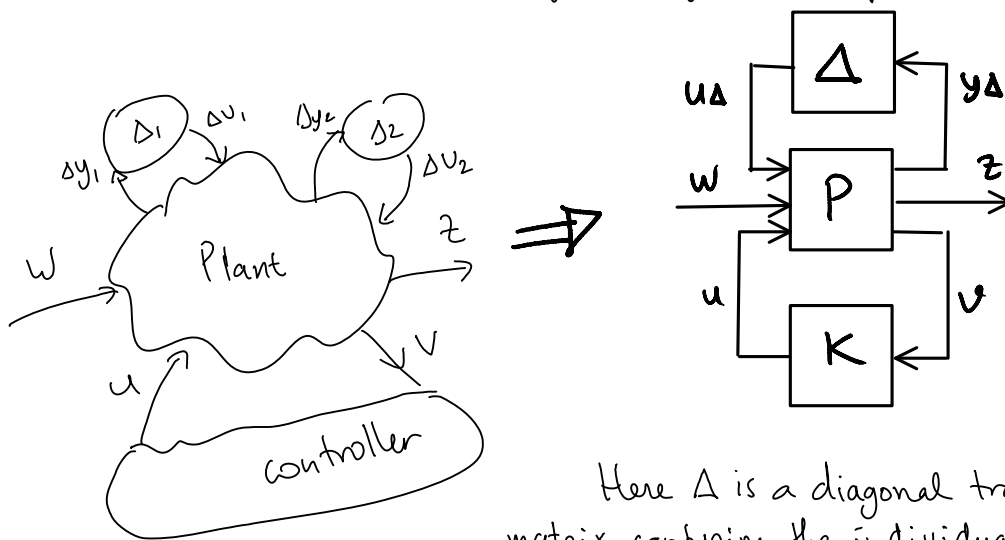 Δ1
Δy1
Δu1
Δ2
Δy2
Δu2
Plant
W
Z
u
v
controller
Δ
uΔ
yΔ
P
w
z
u
v
K
Here Δ is a diagonal
matrix